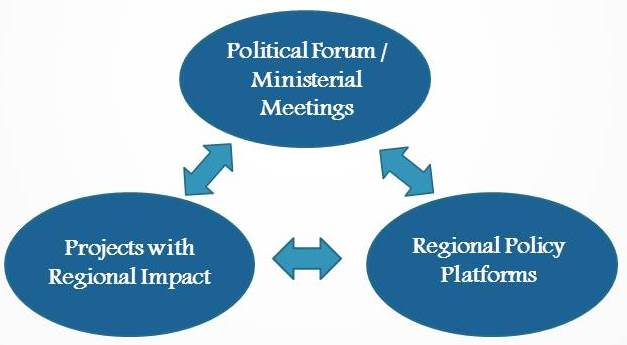 Political Forum /
Ministerial
Meetings
Projects with
Regional Impact
Regional Policy
Platforms